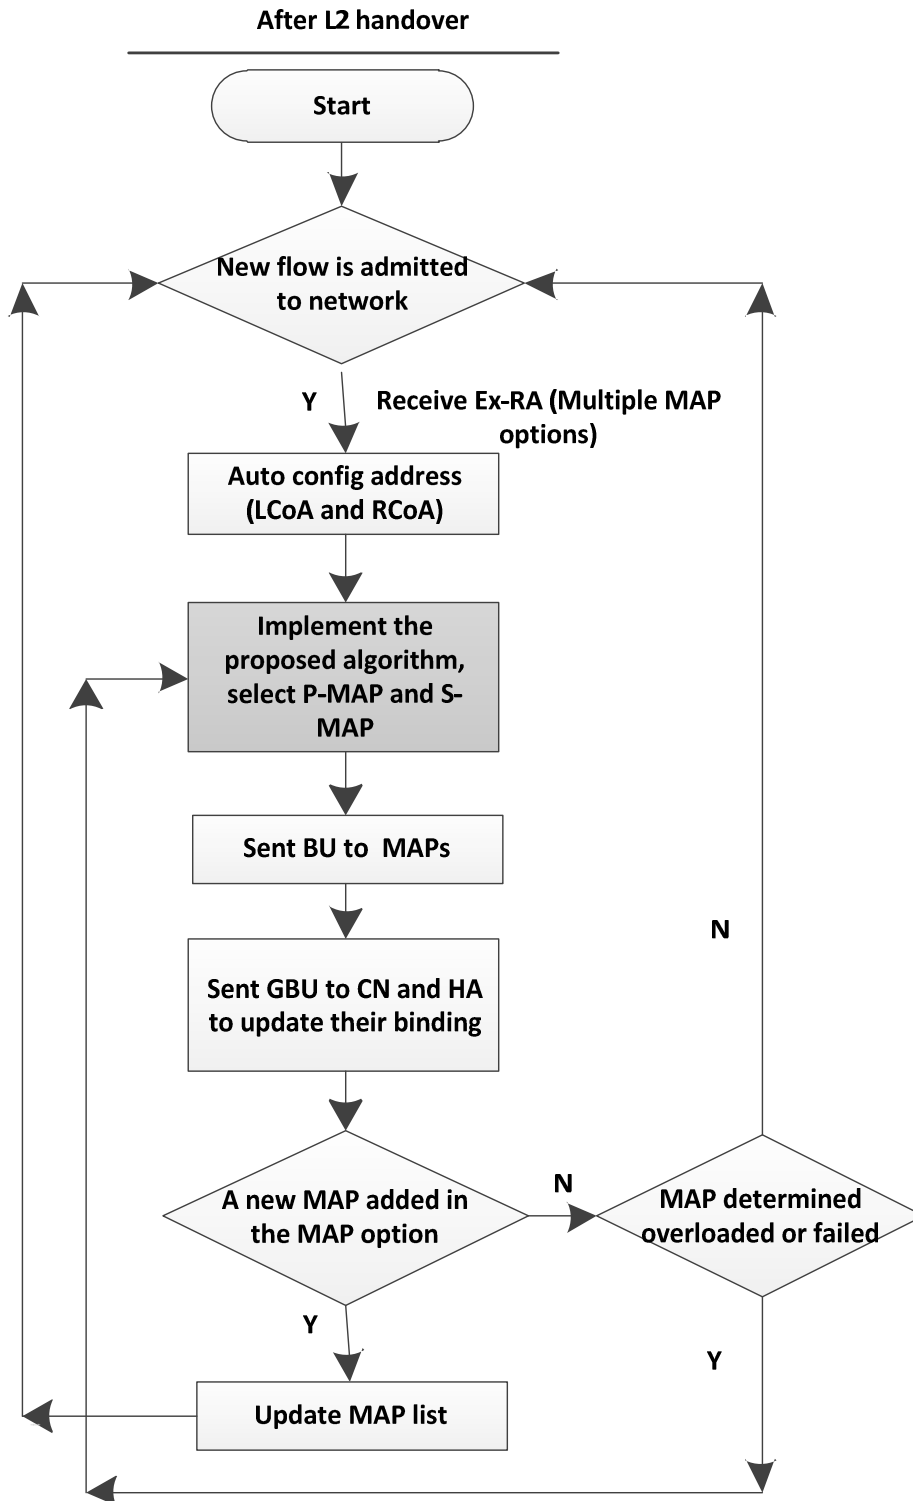 After L2 handover
Start
New flow is admitted
to network
Y
Receive Ex-RA (Multiple MAP
options)
Auto config address
(LCoA and RCoA)
Implement the
proposed algorithm,
select P-MAP and S-
MAP
Sent BU to MAPs
Sent GBU to CN and HA
to update their binding
N
A new MAP added in
the MAP option
N
MAP determined
overloaded or failed
Y
Y
Update MAP list